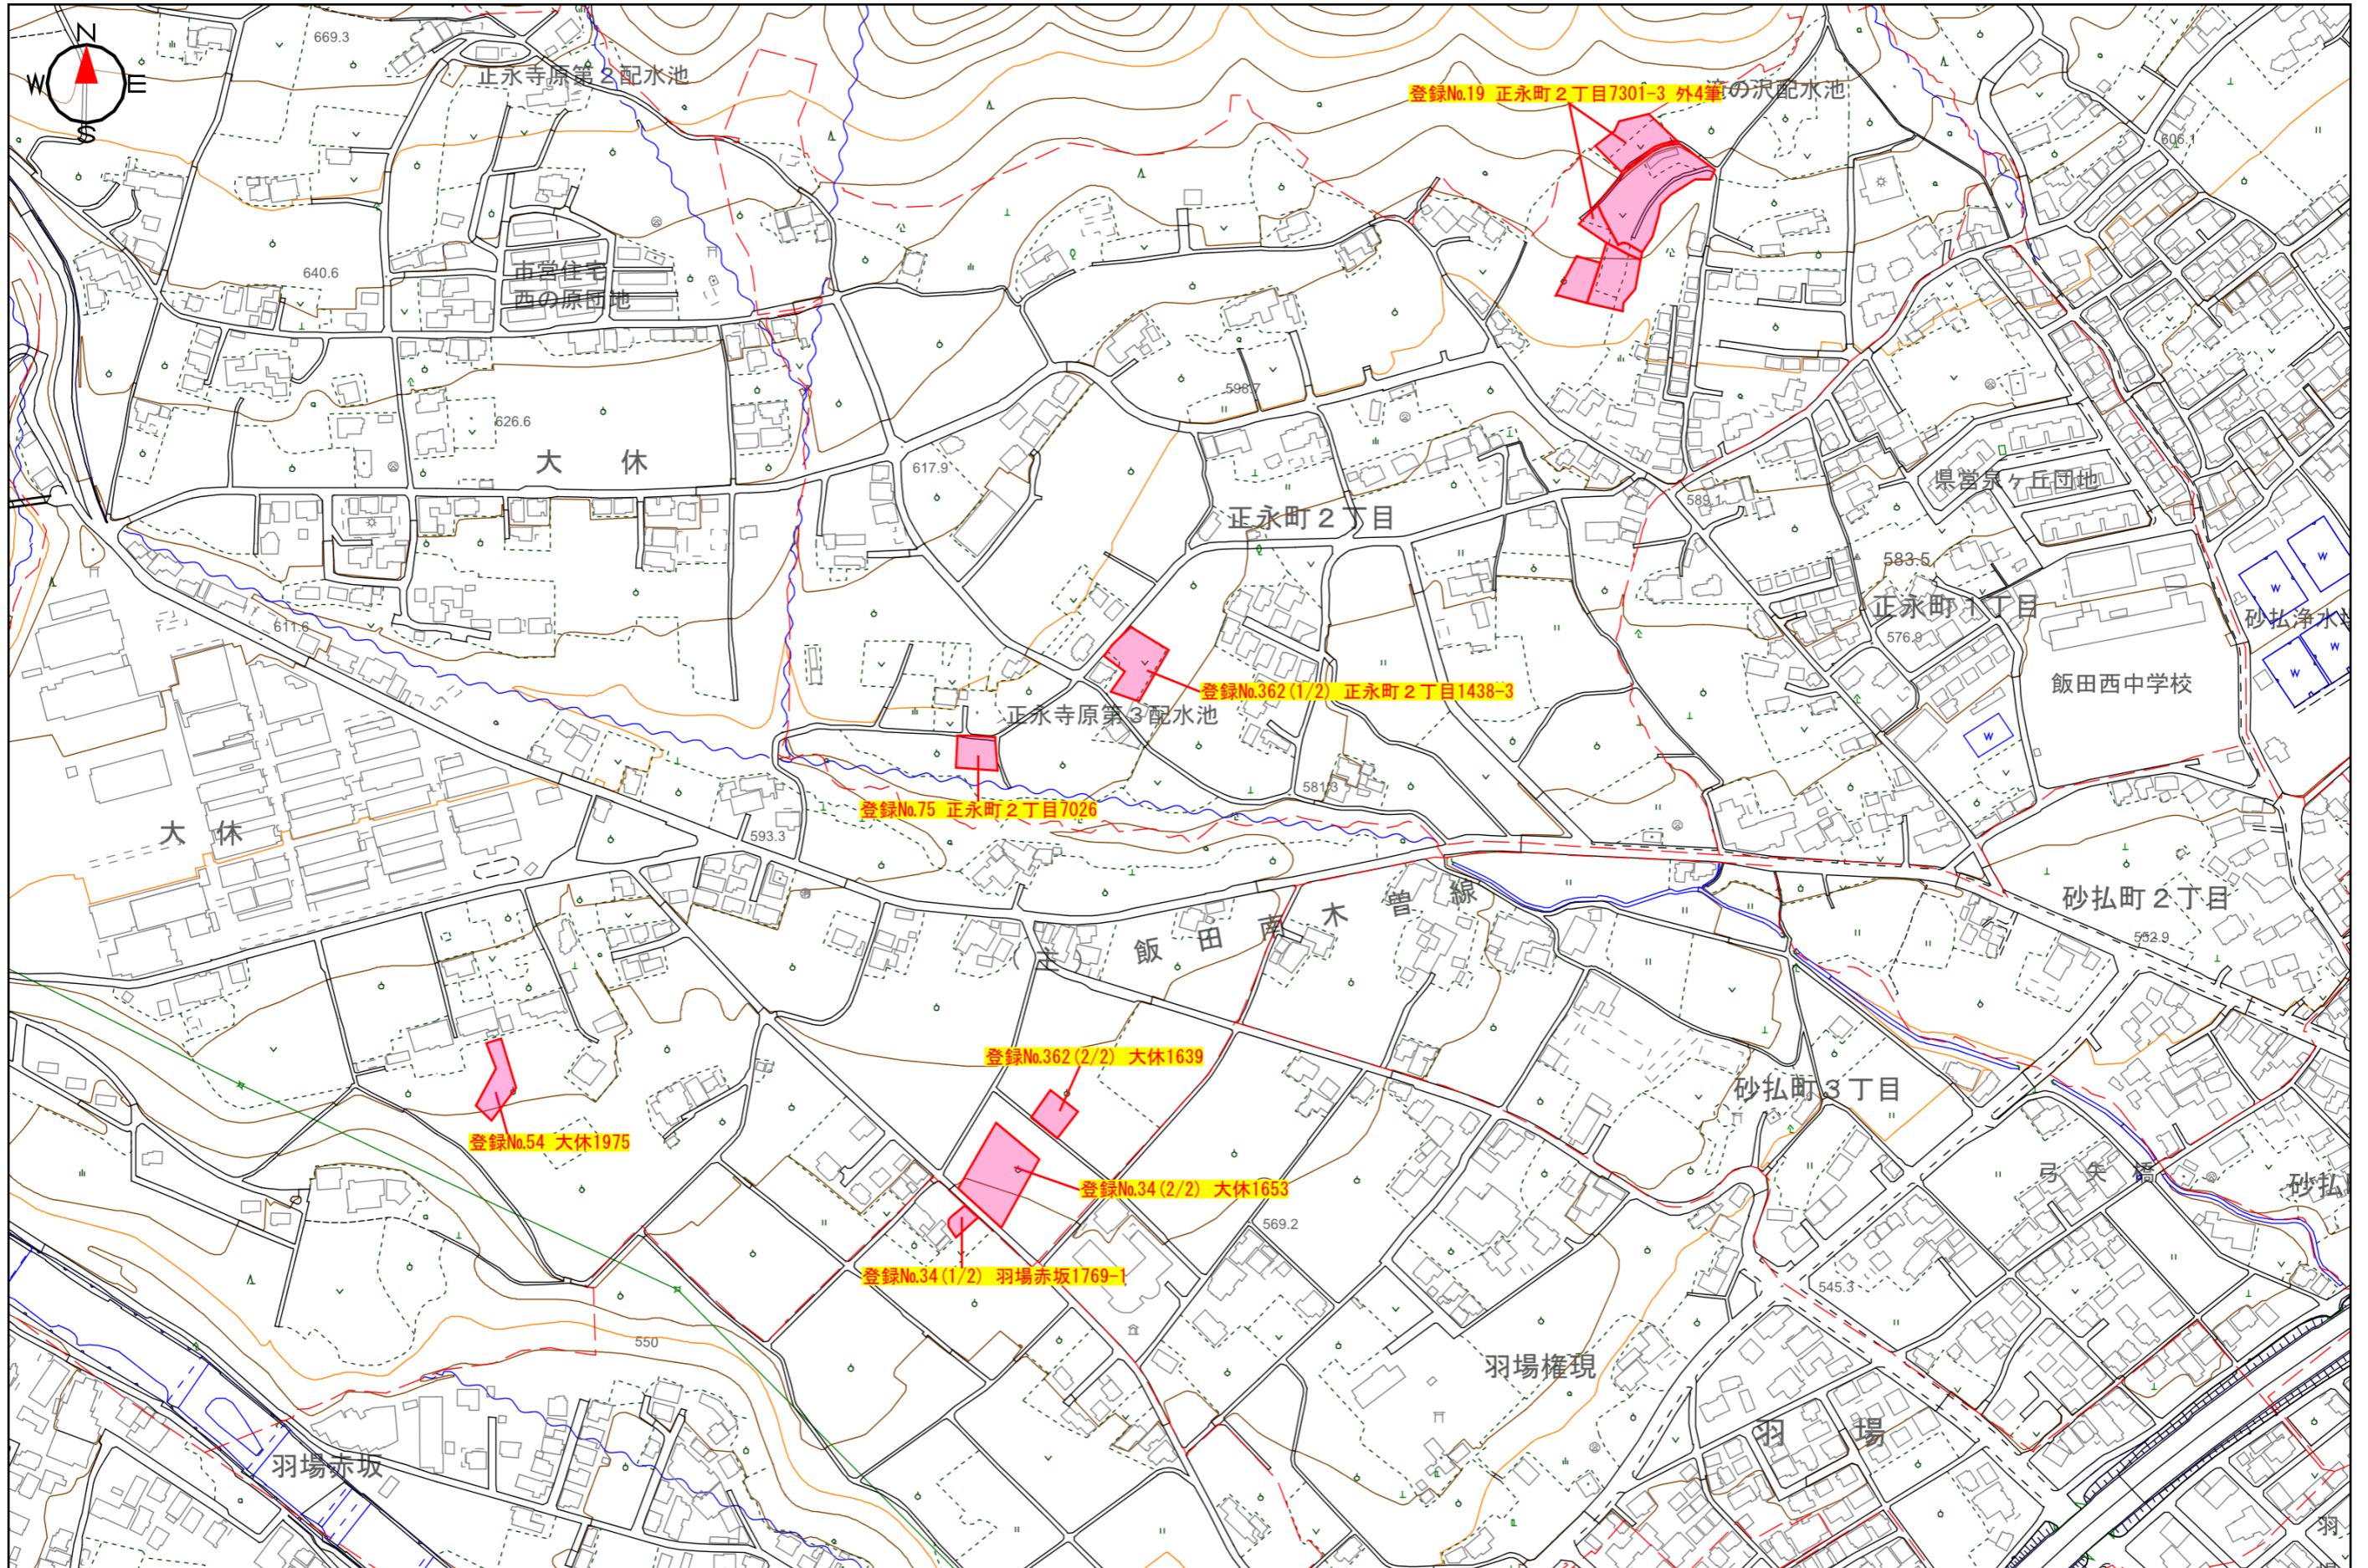 N
W E
S
669.3
正永寺原第2配水池
登録No.19 正永町2丁目7301-3 外4筆
の沢配水池
606.1
640.6
市営住宅
西の原団地
598.7
626.6
大 休
617.9
正永町2丁目
589.1
県営泉ヶ丘団地
583.5
正永町1丁目
576.9
砂払浄水場
W
W
W
W
W
611.6
飯田西中学校
登録No.362(1/2) 正永町2丁目1438-3
正永寺原第3配水池
581.3
登録No.75 正永町2丁目7026
大 休
593.3
(主) 飯田南木曽線
砂払町2丁目
552.9
登録No.362(2/2) 大休1639
砂払町3丁目
登録No.54 大休1975
弓矢橋
砂払
登録No.34(2/2) 大休1653
569.2
登録No.34(1/2) 羽場赤坂1769-1
545.3
550
羽場権現
羽 場
羽場赤坂
羽
場